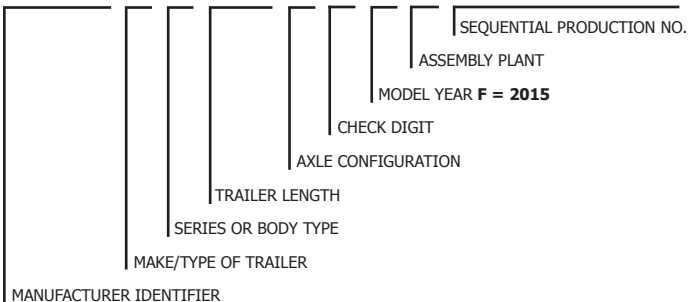 SEQUENTIAL PRODUCTION NO.
ASSEMBLY PLANT
MODEL YEAR F = 2015
CHECK DIGIT
AXLE CONFIGURATION
TRAILER LENGTH
SERIES OR BODY TYPE
MAKE/TYPE OF TRAILER
MANUFACTURER IDENTIFIER